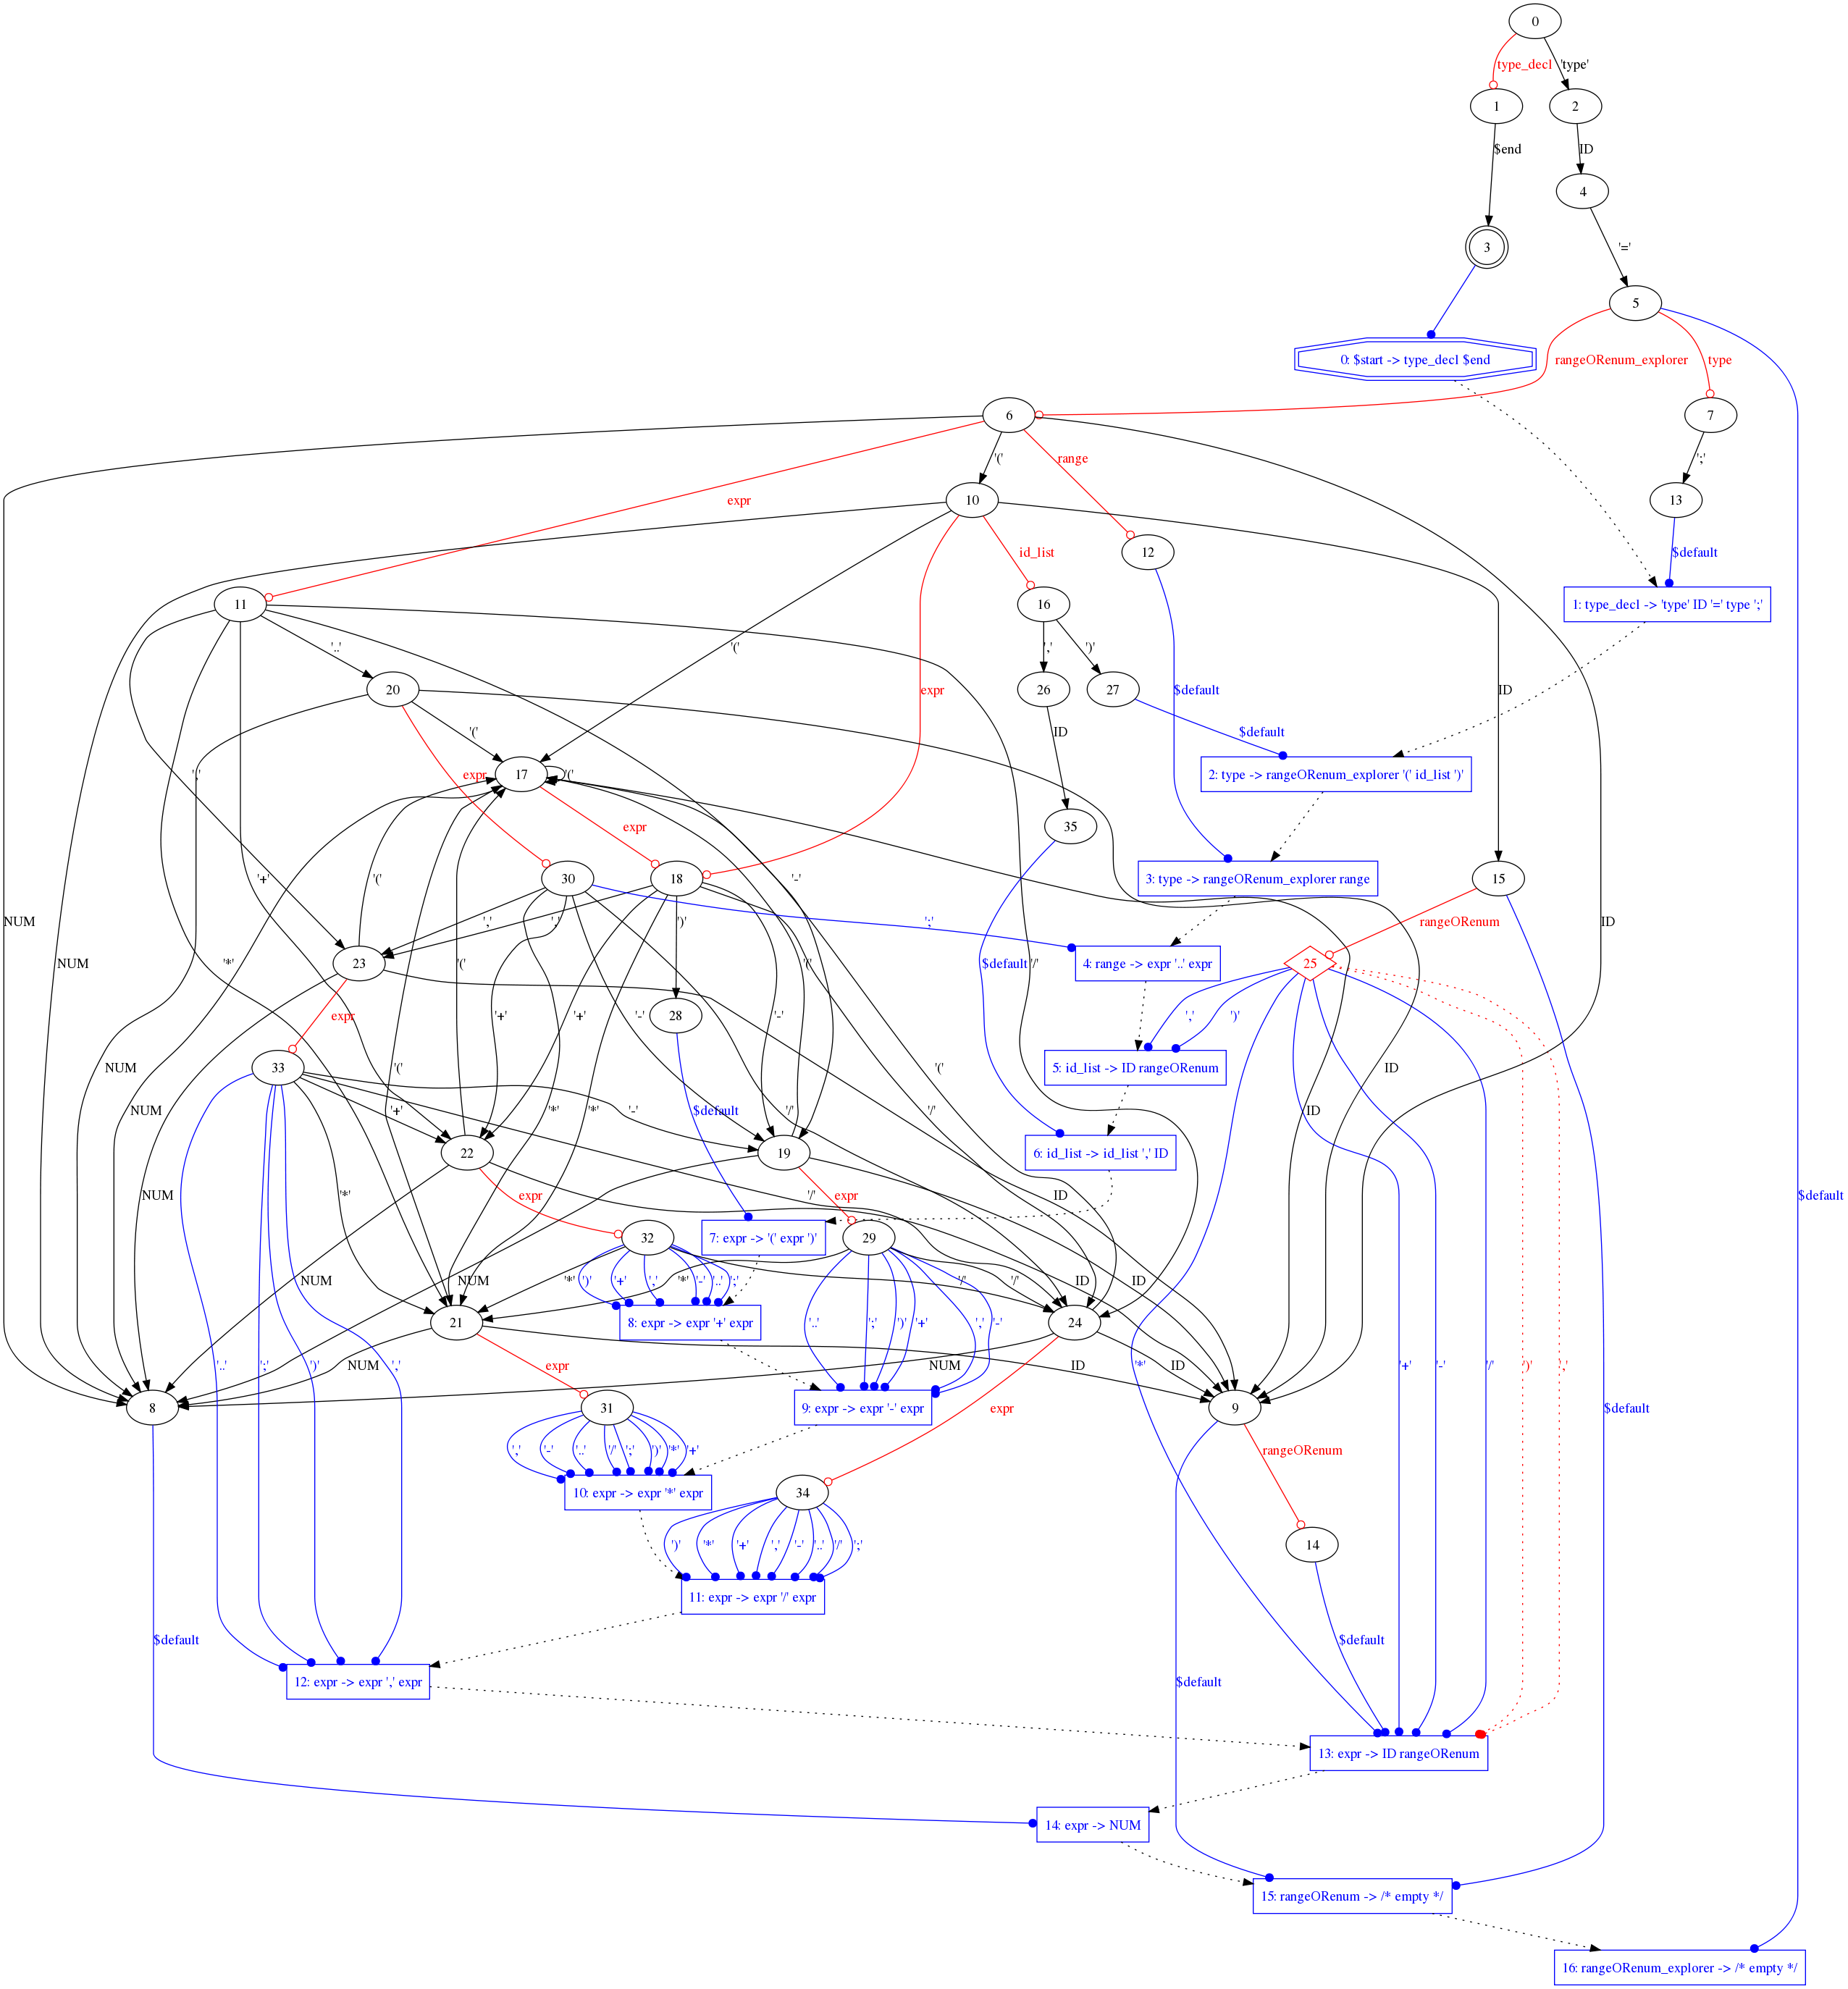 0
type_decl
'type'
1
2
$end
ID
3
4
'='
5
0: $start -> type_decl $end
rangeORenum_explorer
type
6
7
'('
range
';'
expr
10
13
id_list
12
$default
11
16
1: type_decl -> 'type' ID '=' type ';'
'..'
'('
','
')'
20
expr
26
27
$default
ID
'('
ID
$default
','
expr
17
'('
2: type -> rangeORenum_explorer '(' id_list ')'
expr
35
30
18
'-'
3: type -> rangeORenum_explorer range
15
'+'
'('
NUM
','
','
')'
';'
rangeORenum
ID
NUM
'*'
23
'('
'('
$default
'/'
4: range -> expr '..' expr
25
expr
'+'
'+'
'-'
28
'-'
','
')'
NUM
33
'('
'('
5: id_list -> ID rangeORenum
ID
NUM
'+'
'*'
'*'
'-'
$default
'/'
'/'
ID
22
19
6: id_list -> id_list ',' ID
NUM
'*'
expr
'/'
expr
ID
$default
32
7: expr -> '(' expr ')'
29
NUM
NUM
'*'
')'
'+'
','
'*'
'-'
'..'
';'
'/'
'/'
ID
ID
21
8: expr -> expr '+' expr
'..'
';'
')'
'+'
','
'-'
24
'..'
';'
')'
','
NUM
expr
NUM
ID
ID
'*'
'+'
'-'
'/'
')'
','
8
31
9: expr -> expr '-' expr
expr
9
$default
','
'-'
'..'
'/'
';'
')'
'*'
'+'
rangeORenum
10: expr -> expr '*' expr
34
')'
'*'
'+'
','
'-'
'..'
'/'
';'
14
11: expr -> expr '/' expr
$default
$default
12: expr -> expr ',' expr
$default
13: expr -> ID rangeORenum
14: expr -> NUM
15: rangeORenum -> /* empty */
16: rangeORenum_explorer -> /* empty */